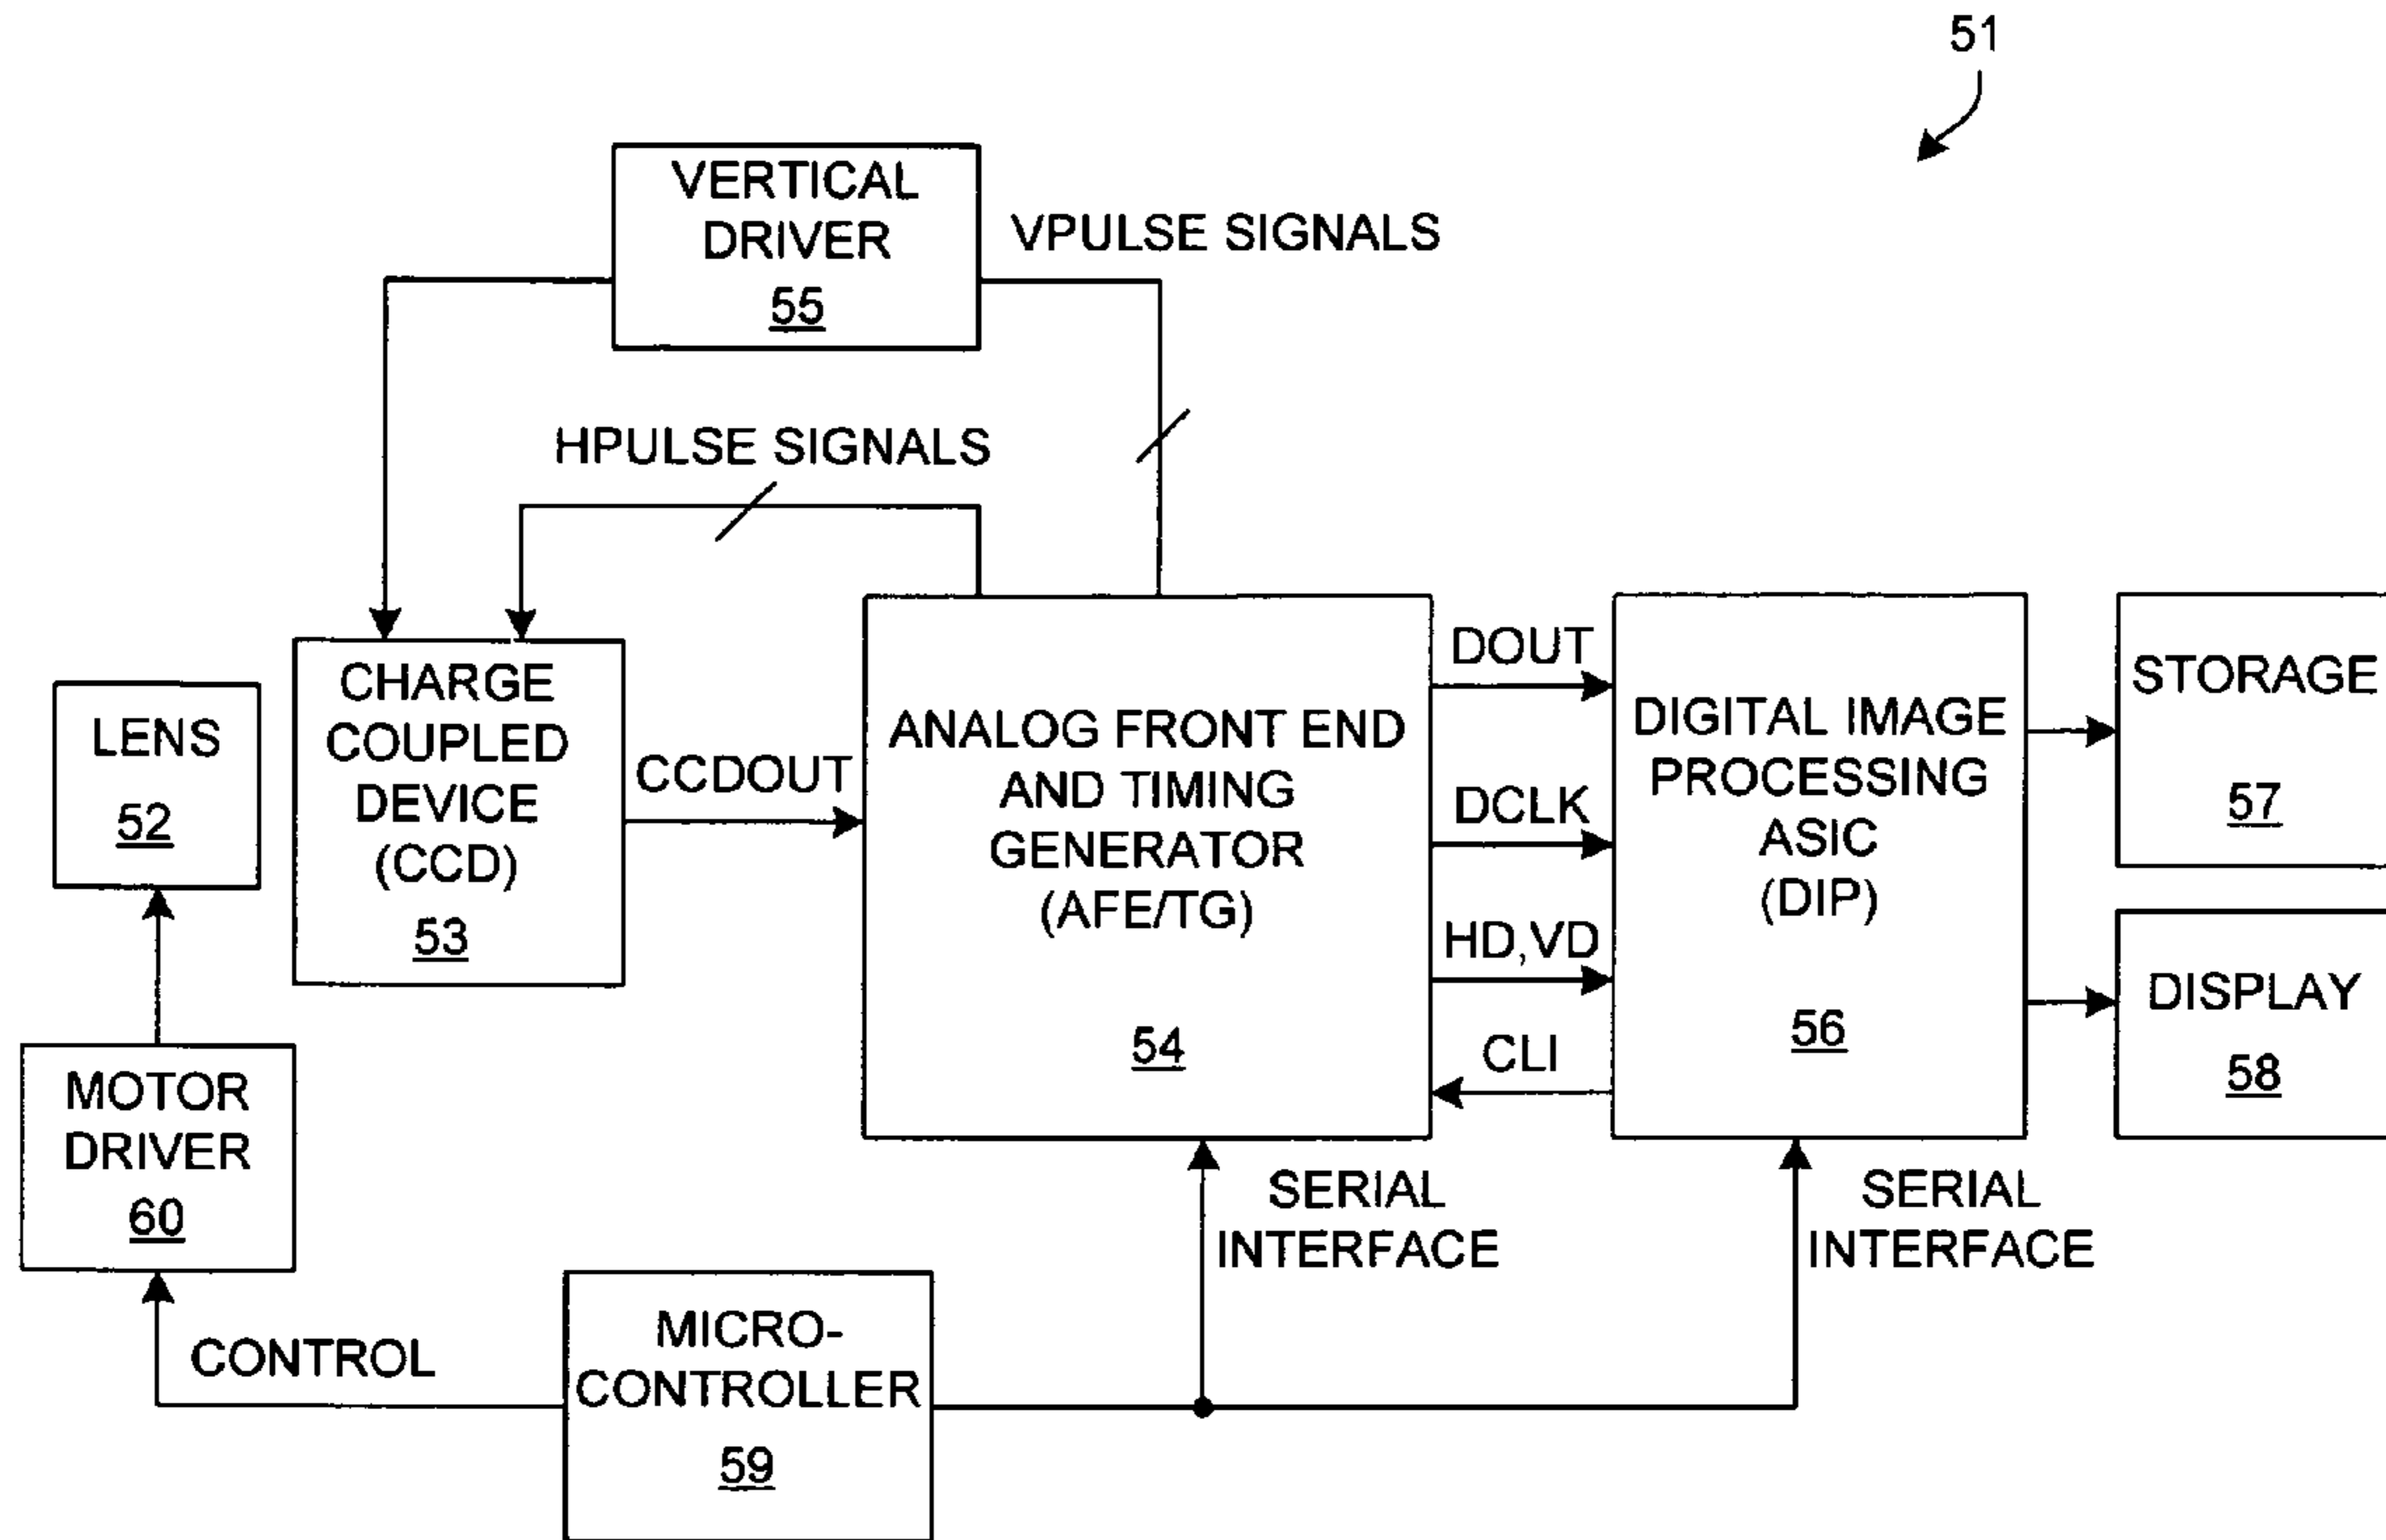 51
VERTICAL
DRIVER
55
VPULSE SIGNALS
HPULSE SIGNALS
LENS
52
CHARGE
COUPLED
DEVICE
(CCD)
53
CCDOUT
ANALOG FRONT END
AND TIMING
GENERATOR
(AFE/TG)
54
DOUT
DCLK
HD,VD
CLI
DIGITAL IMAGE
PROCESSING
ASIC
(DIP)
56
STORAGE
57
DISPLAY
58
MOTOR
DRIVER
60
CONTROL
MICRO-
CONTROLLER
59
SERIAL
INTERFACE
SERIAL
INTERFACE